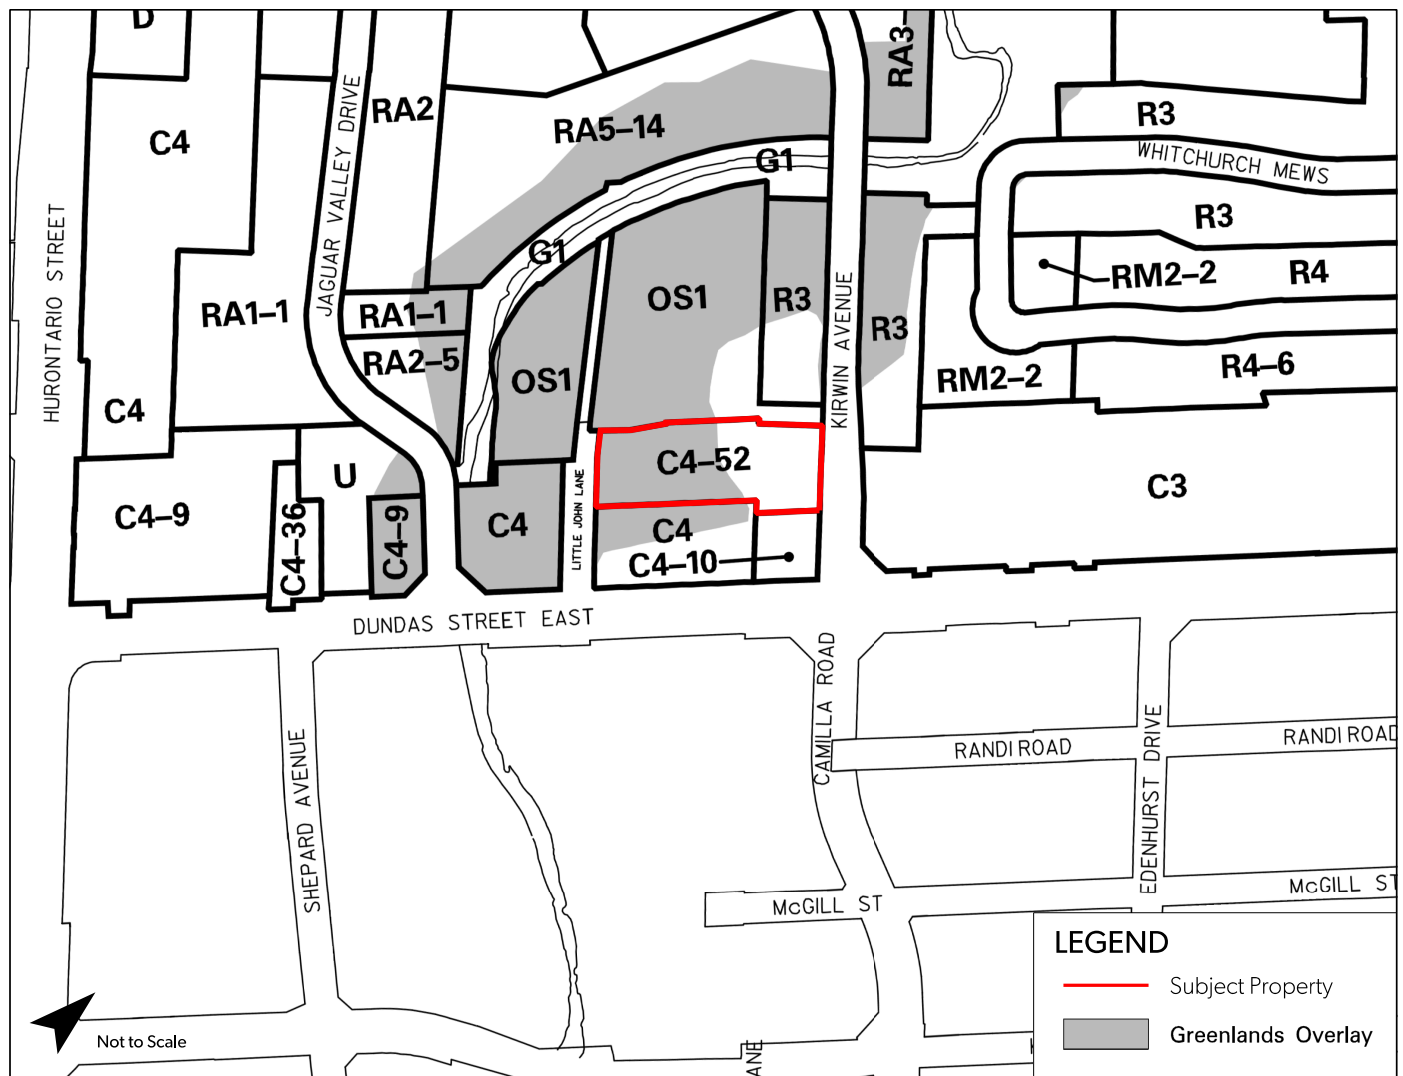 D
RA3-
C4
JAGUAR VALLEY DRIVE
RA2
RA5-14
R3
G1
WHITCHURCH MEWS
R3
HURONTARIO STREET
G1
RM2-2
R4
RA1-1
RA1-1
OS1
R3
KIRWIN AVENUE
R3
RA2-5
OS1
RM2-2
R4-6
C4
C4-52
U
C3
C4-9
C4-36
C4-9
C4
LITTLE JOHN LANE
C4
C4-10
DUNDAS STREET EAST
CAMILLA ROAD
SHEPARD AVENUE
RANDI ROAD
EDENHURST DRIVE
RANDI ROAD
McGILL ST
McGILL ST
LEGEND
Subject Property
Greenlands Overlay
Not to Scale
ANE